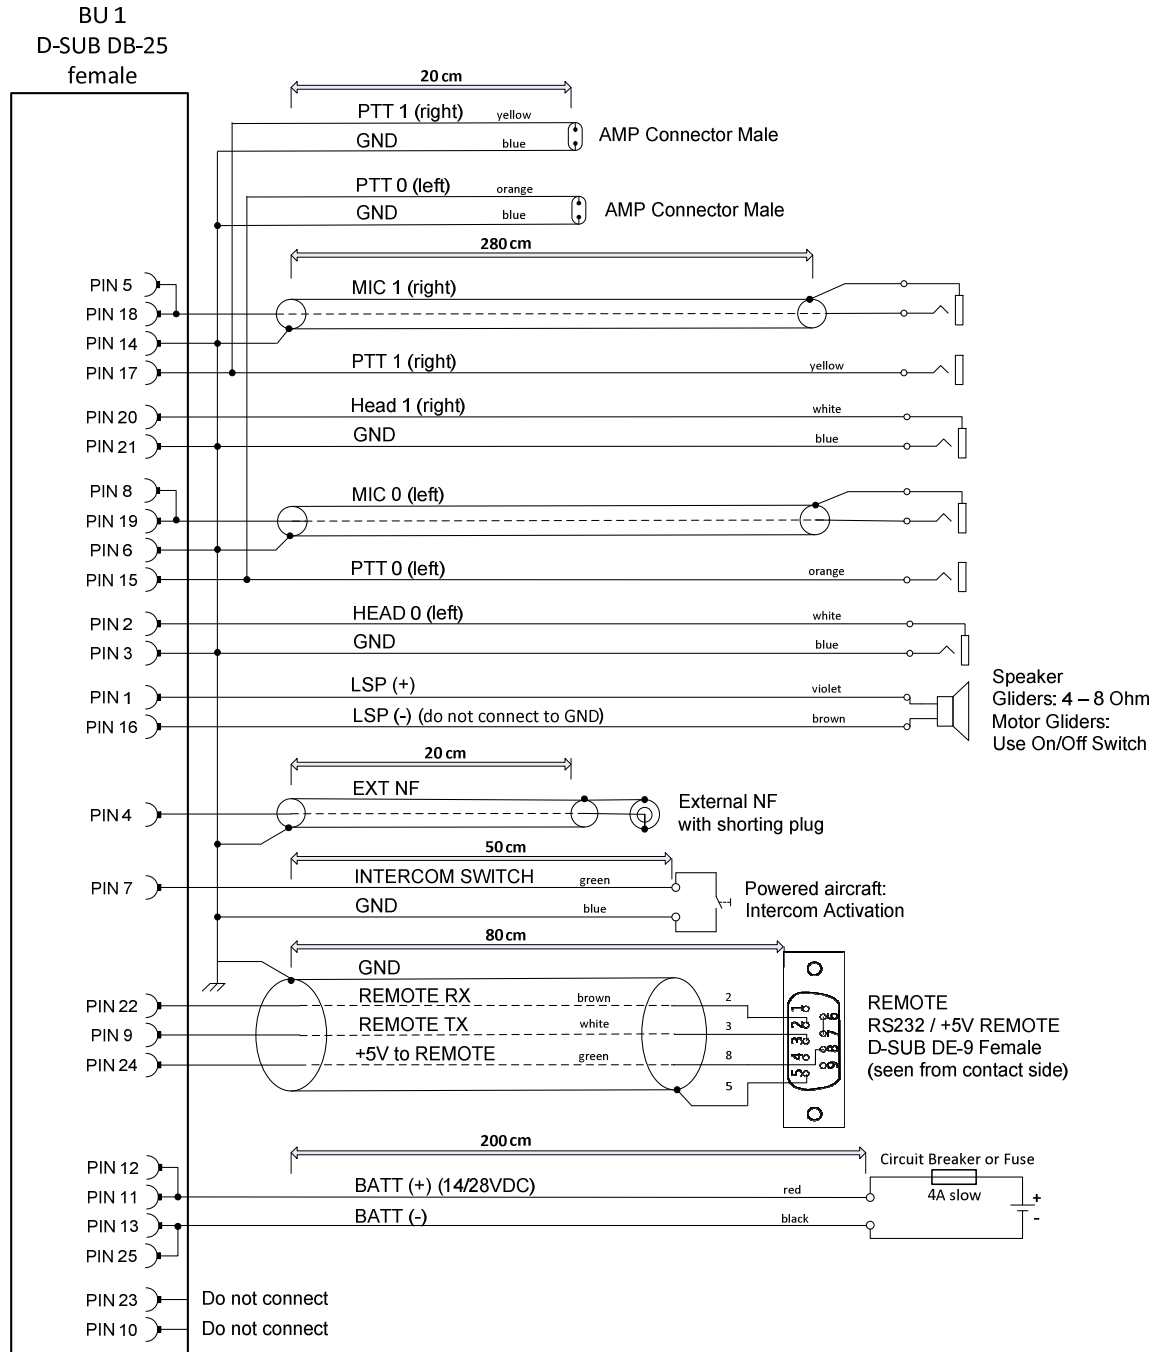 BU 1
D-SUB DB-25
female
20 cm
PTT 1 (right) yellow
GND blue
AMP Connector Male
PTT 0 (left) orange
GND blue
AMP Connector Male
280 cm
PIN 5
MIC 1 (right)
PIN 18
PIN 14
PIN 17 PTT 1 (right) yellow
PIN 20 Head 1 (right) white
PIN 21 GND blue
PIN 8
MIC 0 (left)
PIN 19
PIN 6
PIN 15 PTT 0 (left) orange
PIN 2 HEAD 0 (left) white
PIN 3 GND blue
PIN 1 LSP (+) violet
PIN 16 LSP (-) (do not connect to GND) brown
Speaker
Gliders: 4 – 8 Ohm
Motor Gliders:
Use On/Off Switch
20 cm
EXT NF
PIN 4
External NF
with shorting plug
50 cm
PIN 7 INTERCOM SWITCH green
GND blue
Powered aircraft:
Intercom Activation
80 cm
GND
PIN 22 REMOTE RX brown 2
PIN 9 REMOTE TX white 3
PIN 24 +5V to REMOTE green 8
5
1
2
3
4
5
6
7
8
9
REMOTE
RS232 / +5V REMOTE
D-SUB DE-9 Female
(seen from contact side)
200 cm
PIN 12
PIN 11 BATT (+) (14/28VDC) red
PIN 13 BATT (-) black
PIN 25
Circuit Breaker or Fuse
4A slow
+
-
PIN 23 Do not connect
PIN 10 Do not connect